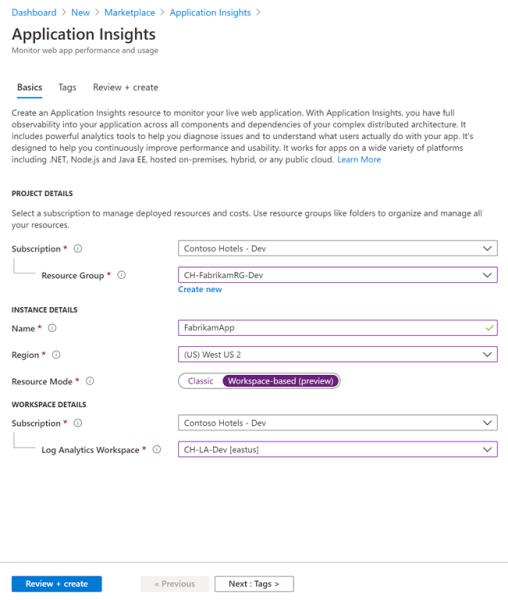 Dashboard > New > Marketplace > Application Insights >
Application Insights
Monitor web app performance and usage
Basics Tags Review + create
Create an Application Insights resource to monitor your live web application. With Application Insights, you have full
observability into your application across all components and dependencies of your complex distributed architecture. It
includes powerful analytics tools to help you diagnose issues and to understand what users actually do with your app. It's
designed to help you continuously improve performance and usability. It works for apps on a wide variety of platforms
including .NET, Node.js and Java EE, hosted on-premises, hybrid, or any public cloud. Learn More
PROJECT DETAILS
Select a subscription to manage deployed resources and costs. Use resource groups like folders to organize and manage all
your resources.
Subscription * Contoso Hotels - Dev
Resource Group * CH-FabrikamRG-Dev
Create new
INSTANCE DETAILS
Name * FabrikamApp
Region * (US) West US 2
Resource Mode * Classic Workspace-based (preview)
WORKSPACE DETAILS
Subscription * Contoso Hotels - Dev
Log Analytics Workspace * CH-LA-Dev [eastus]
Review + create < Previous Next : Tags >